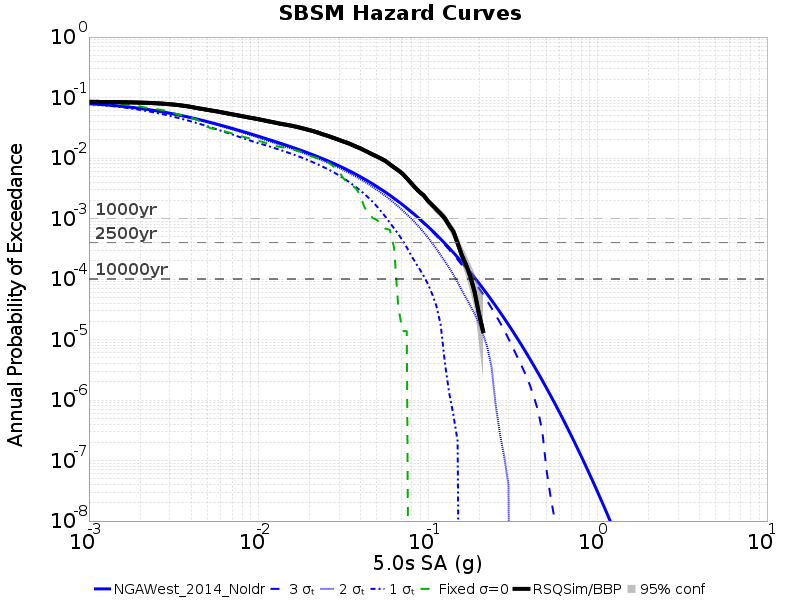 SBSM Hazard Curves
10^0
10^-1
10^-2
10^-3
10^-4
10^-5
10^-6
10^-7
10^-8
Annual Probability of Exceedance
1000yr
2500yr
10000yr
10^-3 10^-2 10^-1 10^0 10^1
5.0s SA (g)
NGAWest_2014_NoIdr 3 σₜ 2 σₜ 1 σₜ Fixed σ=0 RSQSim/BBP 95% conf